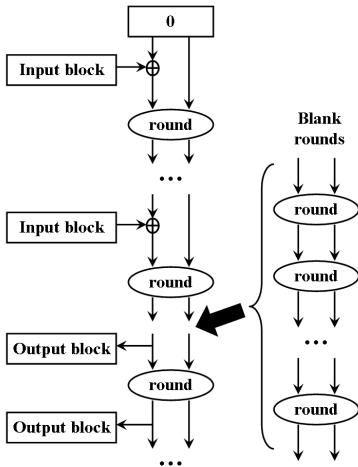 0
Input block
round
...
Input block
round
Output block
round
Output block
...
Blank
rounds
round
round
...
round